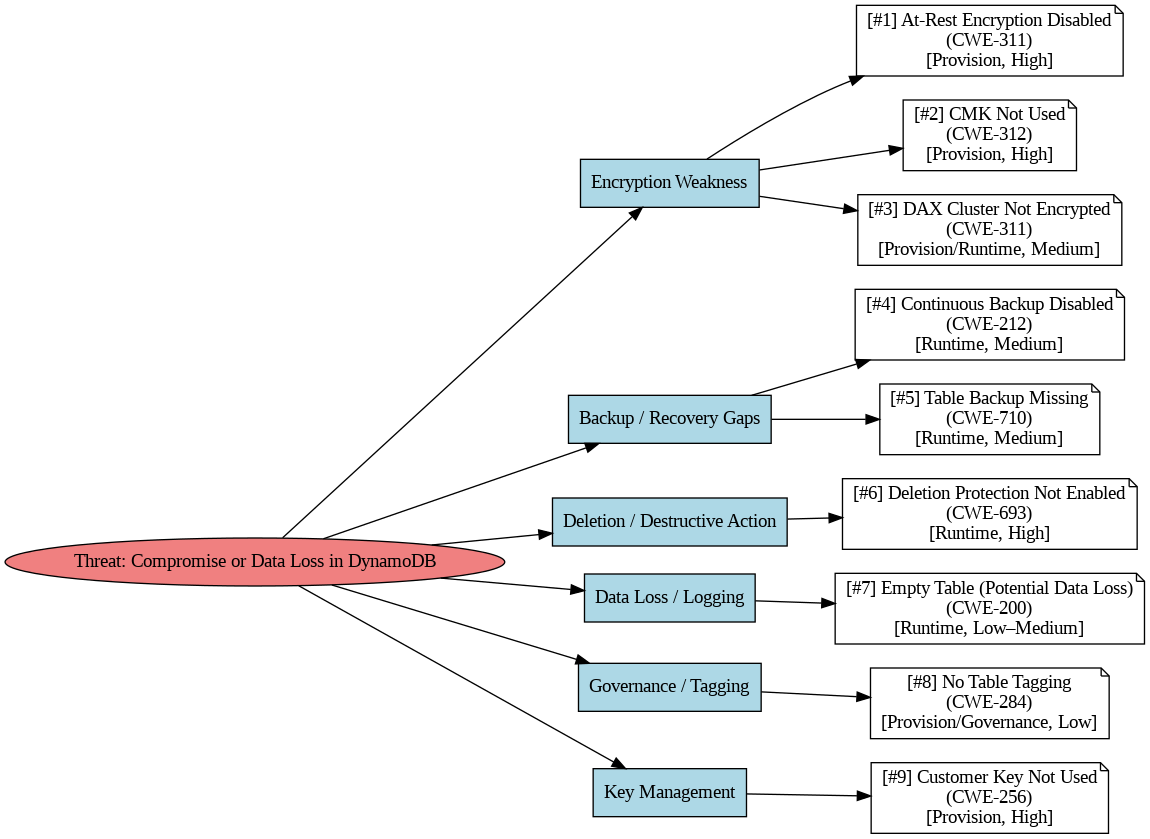 [#1] At-Rest Encryption Disabled
(CWE-311)
[Provision, High]
[#2] CMK Not Used
(CWE-312)
[Provision, High]
Encryption Weakness
[#3] DAX Cluster Not Encrypted
(CWE-311)
[Provision/Runtime, Medium]
[#4] Continuous Backup Disabled
(CWE-212)
[Runtime, Medium]
Backup / Recovery Gaps
[#5] Table Backup Missing
(CWE-710)
[Runtime, Medium]
Deletion / Destructive Action
[#6] Deletion Protection Not Enabled
(CWE-693)
[Runtime, High]
Threat: Compromise or Data Loss in DynamoDB
Data Loss / Logging
[#7] Empty Table (Potential Data Loss)
(CWE-200)
[Runtime, Low–Medium]
Governance / Tagging
[#8] No Table Tagging
(CWE-284)
[Provision/Governance, Low]
Key Management
[#9] Customer Key Not Used
(CWE-256)
[Provision, High]